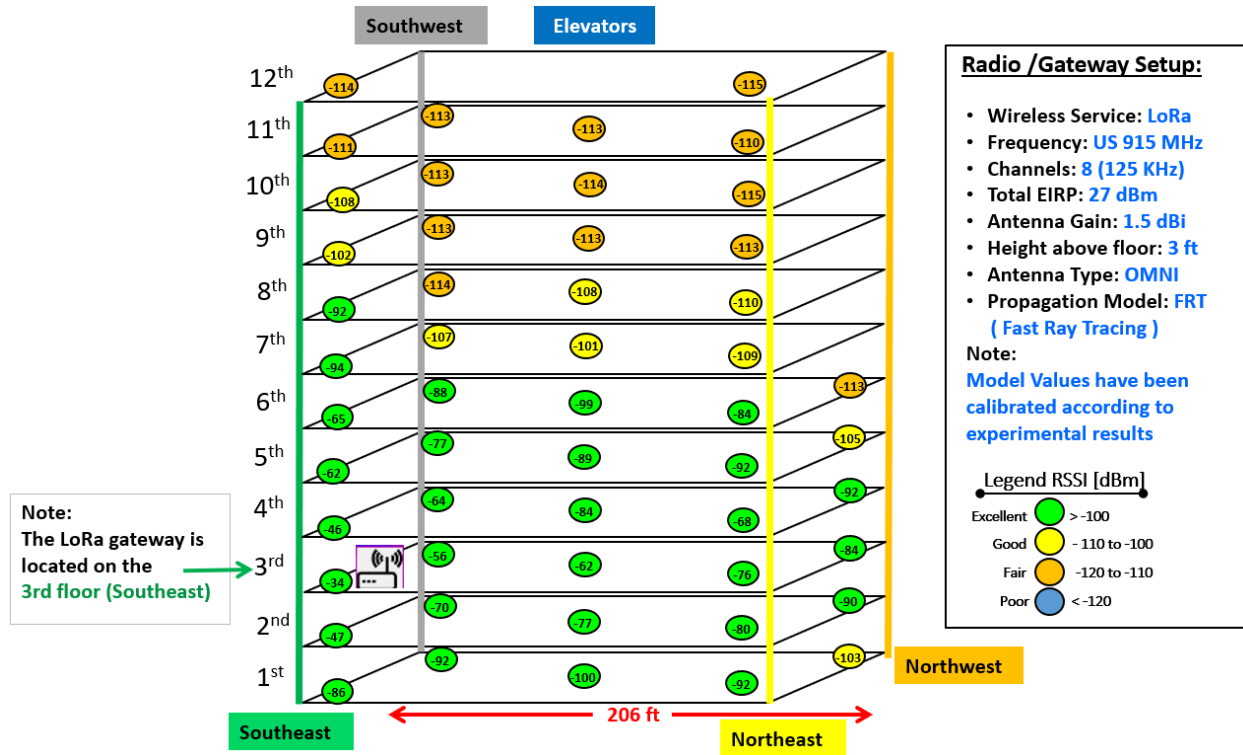 Southwest
Elevators
12th
-114
-115
11th
-113
-113
-111
-110
10th
-113
-114
-108
-115
9th
-113
-113
-102
-113
8th
-114
-108
-92
-110
7th
-107
-101
-94
-109
6th
-88
-99
-65
-84
-113
5th
-77
-89
-62
-92
-105
4th
-64
-84
-46
-68
-92
3rd
-56
-62
-34
-76
-84
2nd
-70
-77
-47
-80
-90
1st
-92
-100
-86
-92
-103
206 ft
Southeast
Northeast
Northwest
Note:
The LoRa gateway is
located on the
3rd floor (Southeast)
Radio /Gateway Setup:
• Wireless Service: LoRa
• Frequency: US 915 MHz
• Channels: 8 (125 KHz)
• Total EIRP: 27 dBm
• Antenna Gain: 1.5 dBi
• Height above floor: 3 ft
• Antenna Type: OMNI
• Propagation Model: FRT
( Fast Ray Tracing )
Note:
Model Values have been
calibrated according to
experimental results
Legend RSSI [dBm]
Excellent > -100
Good - 110 to -100
Fair -120 to -110
Poor < -120